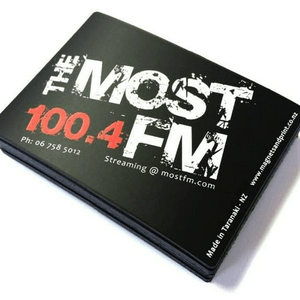 THE MOST
100.4 FM
Ph: 06 758 5012
Streaming @ mostfm.com
www.magnetsandprint.co.nz
Made in Taranaki - NZ